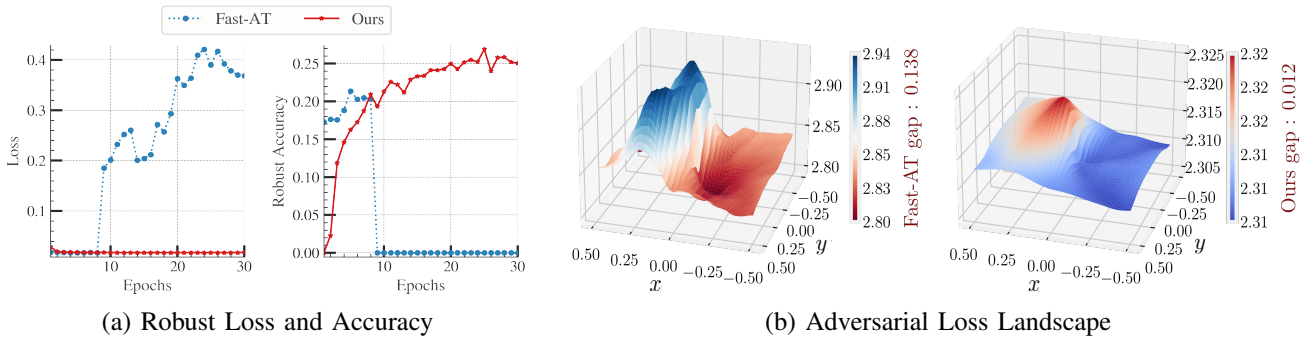 Fast-AT Ours
0.4
0.3
0.2
0.1
Loss
10 20 30
Epochs
0.25
0.20
0.15
0.10
0.05
0.00
Robust Accuracy
10 20 30
Epochs
(a) Robust Loss and Accuracy
2.90
2.85
2.80
−0.50
−0.25
0.00
0.25
0.50
y
0.50 0.25 0.00 −0.25 −0.50
x
2.94
2.91
2.88
2.85
2.83
2.80
Fast-AT gap : 0.138
2.325
2.320
2.315
2.310
2.305
−0.50
−0.25
0.00
0.25
0.50
y
0.50 0.25 0.00 −0.25 −0.50
x
2.32
2.32
2.32
2.31
2.31
2.31
Ours gap : 0.012
(b) Adversarial Loss Landscape